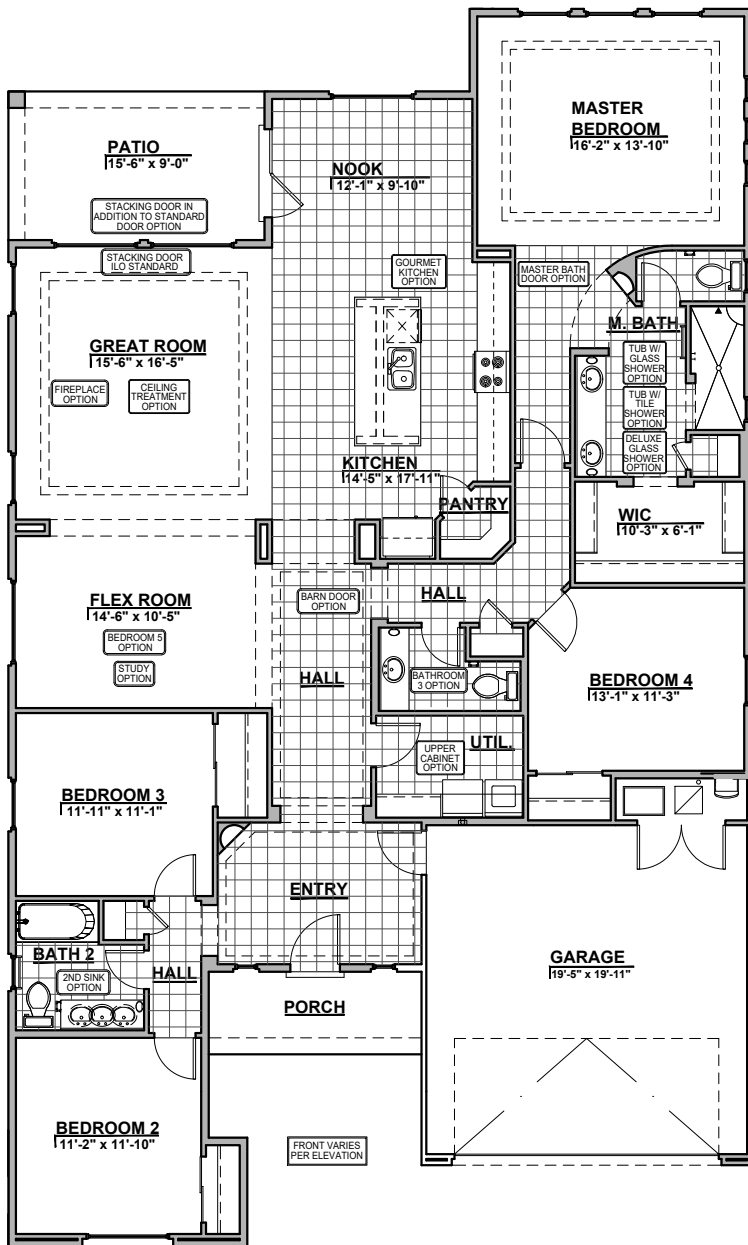 MASTER
BEDROOM
16'-2" x 13'-10"
PATIO
15'-6" x 9'-0"
STACKING DOOR IN
ADDITION TO STANDARD
DOOR OPTION
NOOK
12'-1" x 9'-10"
STACKING DOOR
ILO STANDARD
GOURMET
KITCHEN
OPTION
MASTER BATH
DOOR OPTION
GREAT ROOM
15'-6" x 16'-5"
FIREPLACE
OPTION
CEILING
TREATMENT
OPTION
M. BATH
TUB W/
GLASS
SHOWER
OPTION
TUB W/
TILE
SHOWER
OPTION
DELUXE
GLASS
SHOWER
OPTION
KITCHEN
14'-5" x 17'-11"
PANTRY
WIC
10'-3" x 6'-1"
FLEX ROOM
14'-6" x 10'-5"
BEDROOM 5
OPTION
STUDY
OPTION
BARN DOOR
OPTION
HALL
HALL
BATHROOM
3 OPTION
BEDROOM 4
13'-1" x 11'-3"
UTIL.
UPPER
CABINET
OPTION
BEDROOM 3
11'-11" x 11'-1"
ENTRY
BATH 2
2ND SINK
OPTION
HALL
PORCH
GARAGE
19'-5" x 19'-11"
BEDROOM 2
11'-2" x 11'-10"
FRONT VARIES
PER ELEVATION